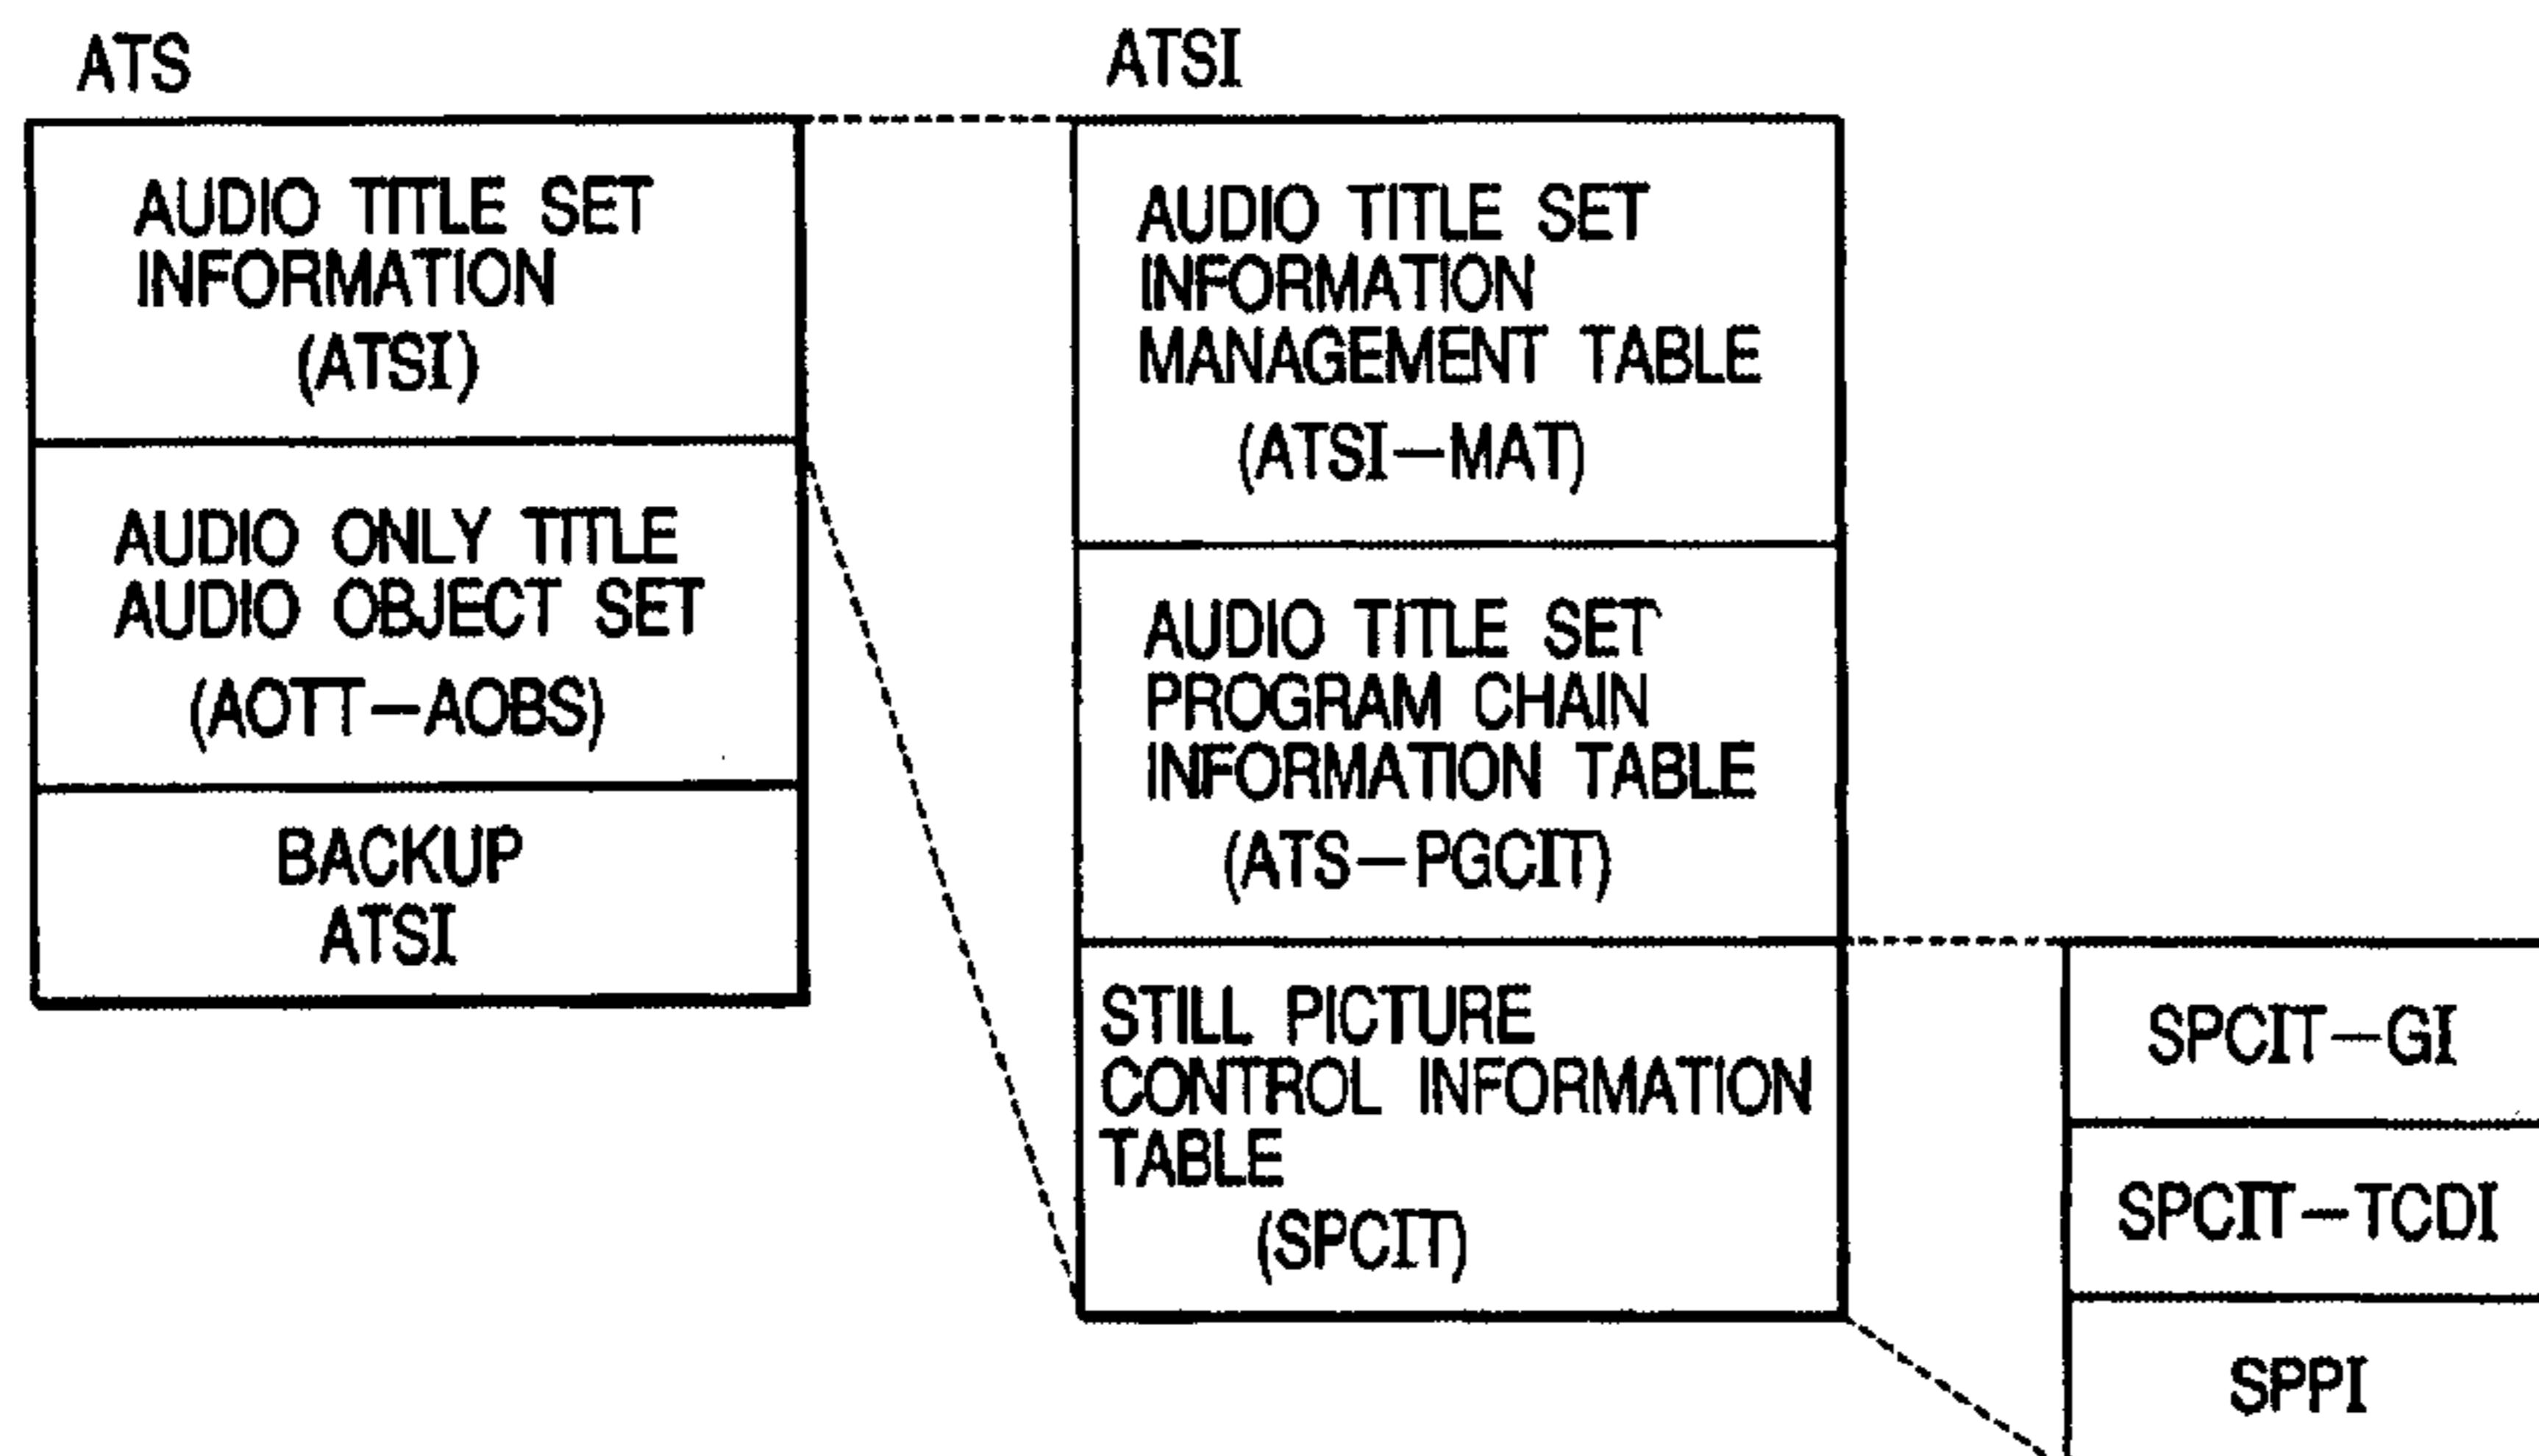 ATS
AUDIO TITLE SET
INFORMATION
(ATSI)
AUDIO ONLY TITLE
AUDIO OBJECT SET
(AOTT-AOBS)
BACKUP
ATSI
ATSI
AUDIO TITLE SET
INFORMATION
MANAGEMENT TABLE
(ATSI-MAT)
AUDIO TITLE SET
PROGRAM CHAIN
INFORMATION TABLE
(ATS-PGCIT)
STILL PICTURE
CONTROL INFORMATION
TABLE
(SPCIT)
SPCIT-GI
SPCIT-TCDI
SPPI